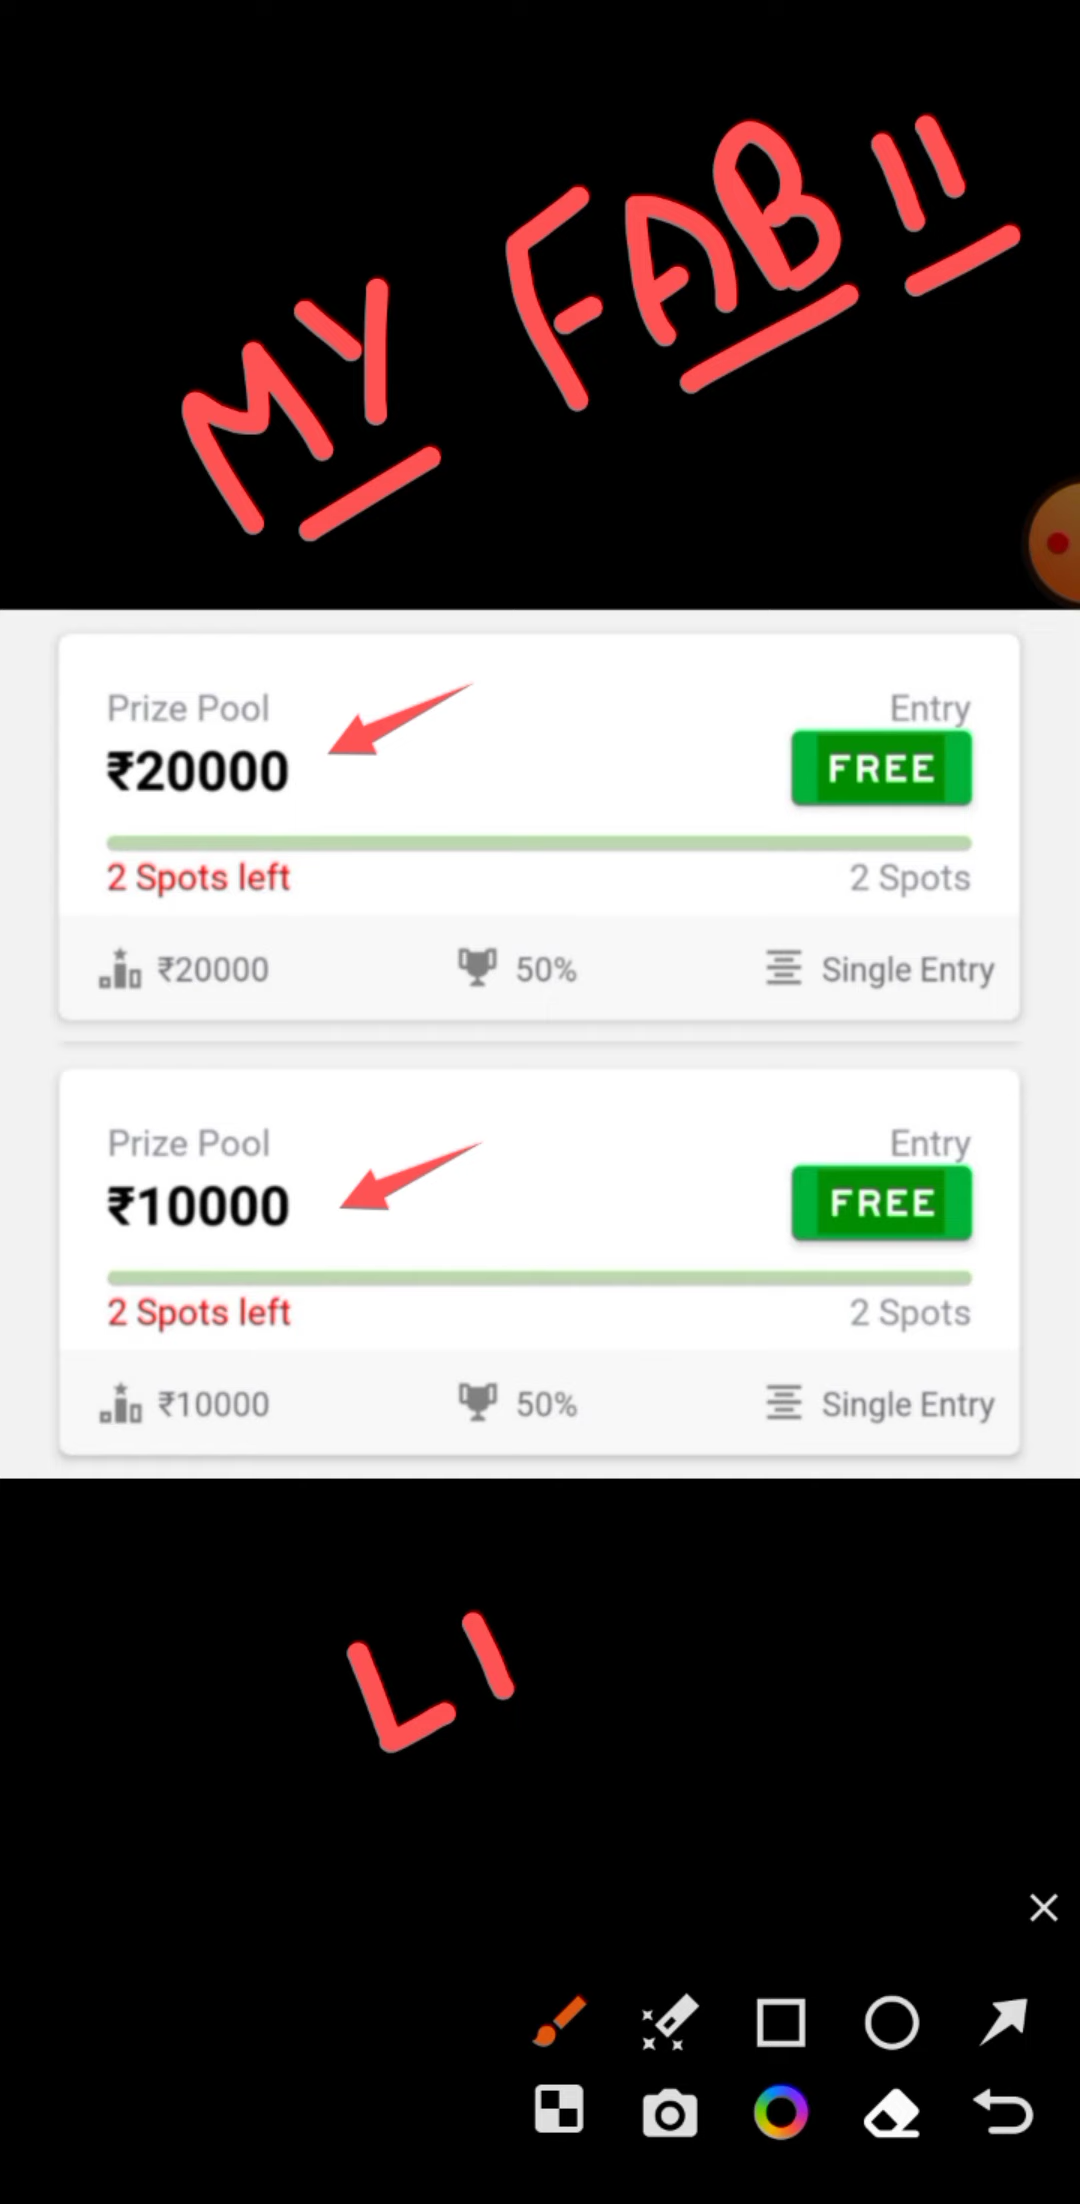 MY FAB !!
Prize Pool Entry
₹20000 FREE
2 Spots left 2 Spots
₹20000 50% Single Entry
Prize Pool Entry
₹10000 FREE
2 Spots left 2 Spots
₹10000 50% Single Entry
LI